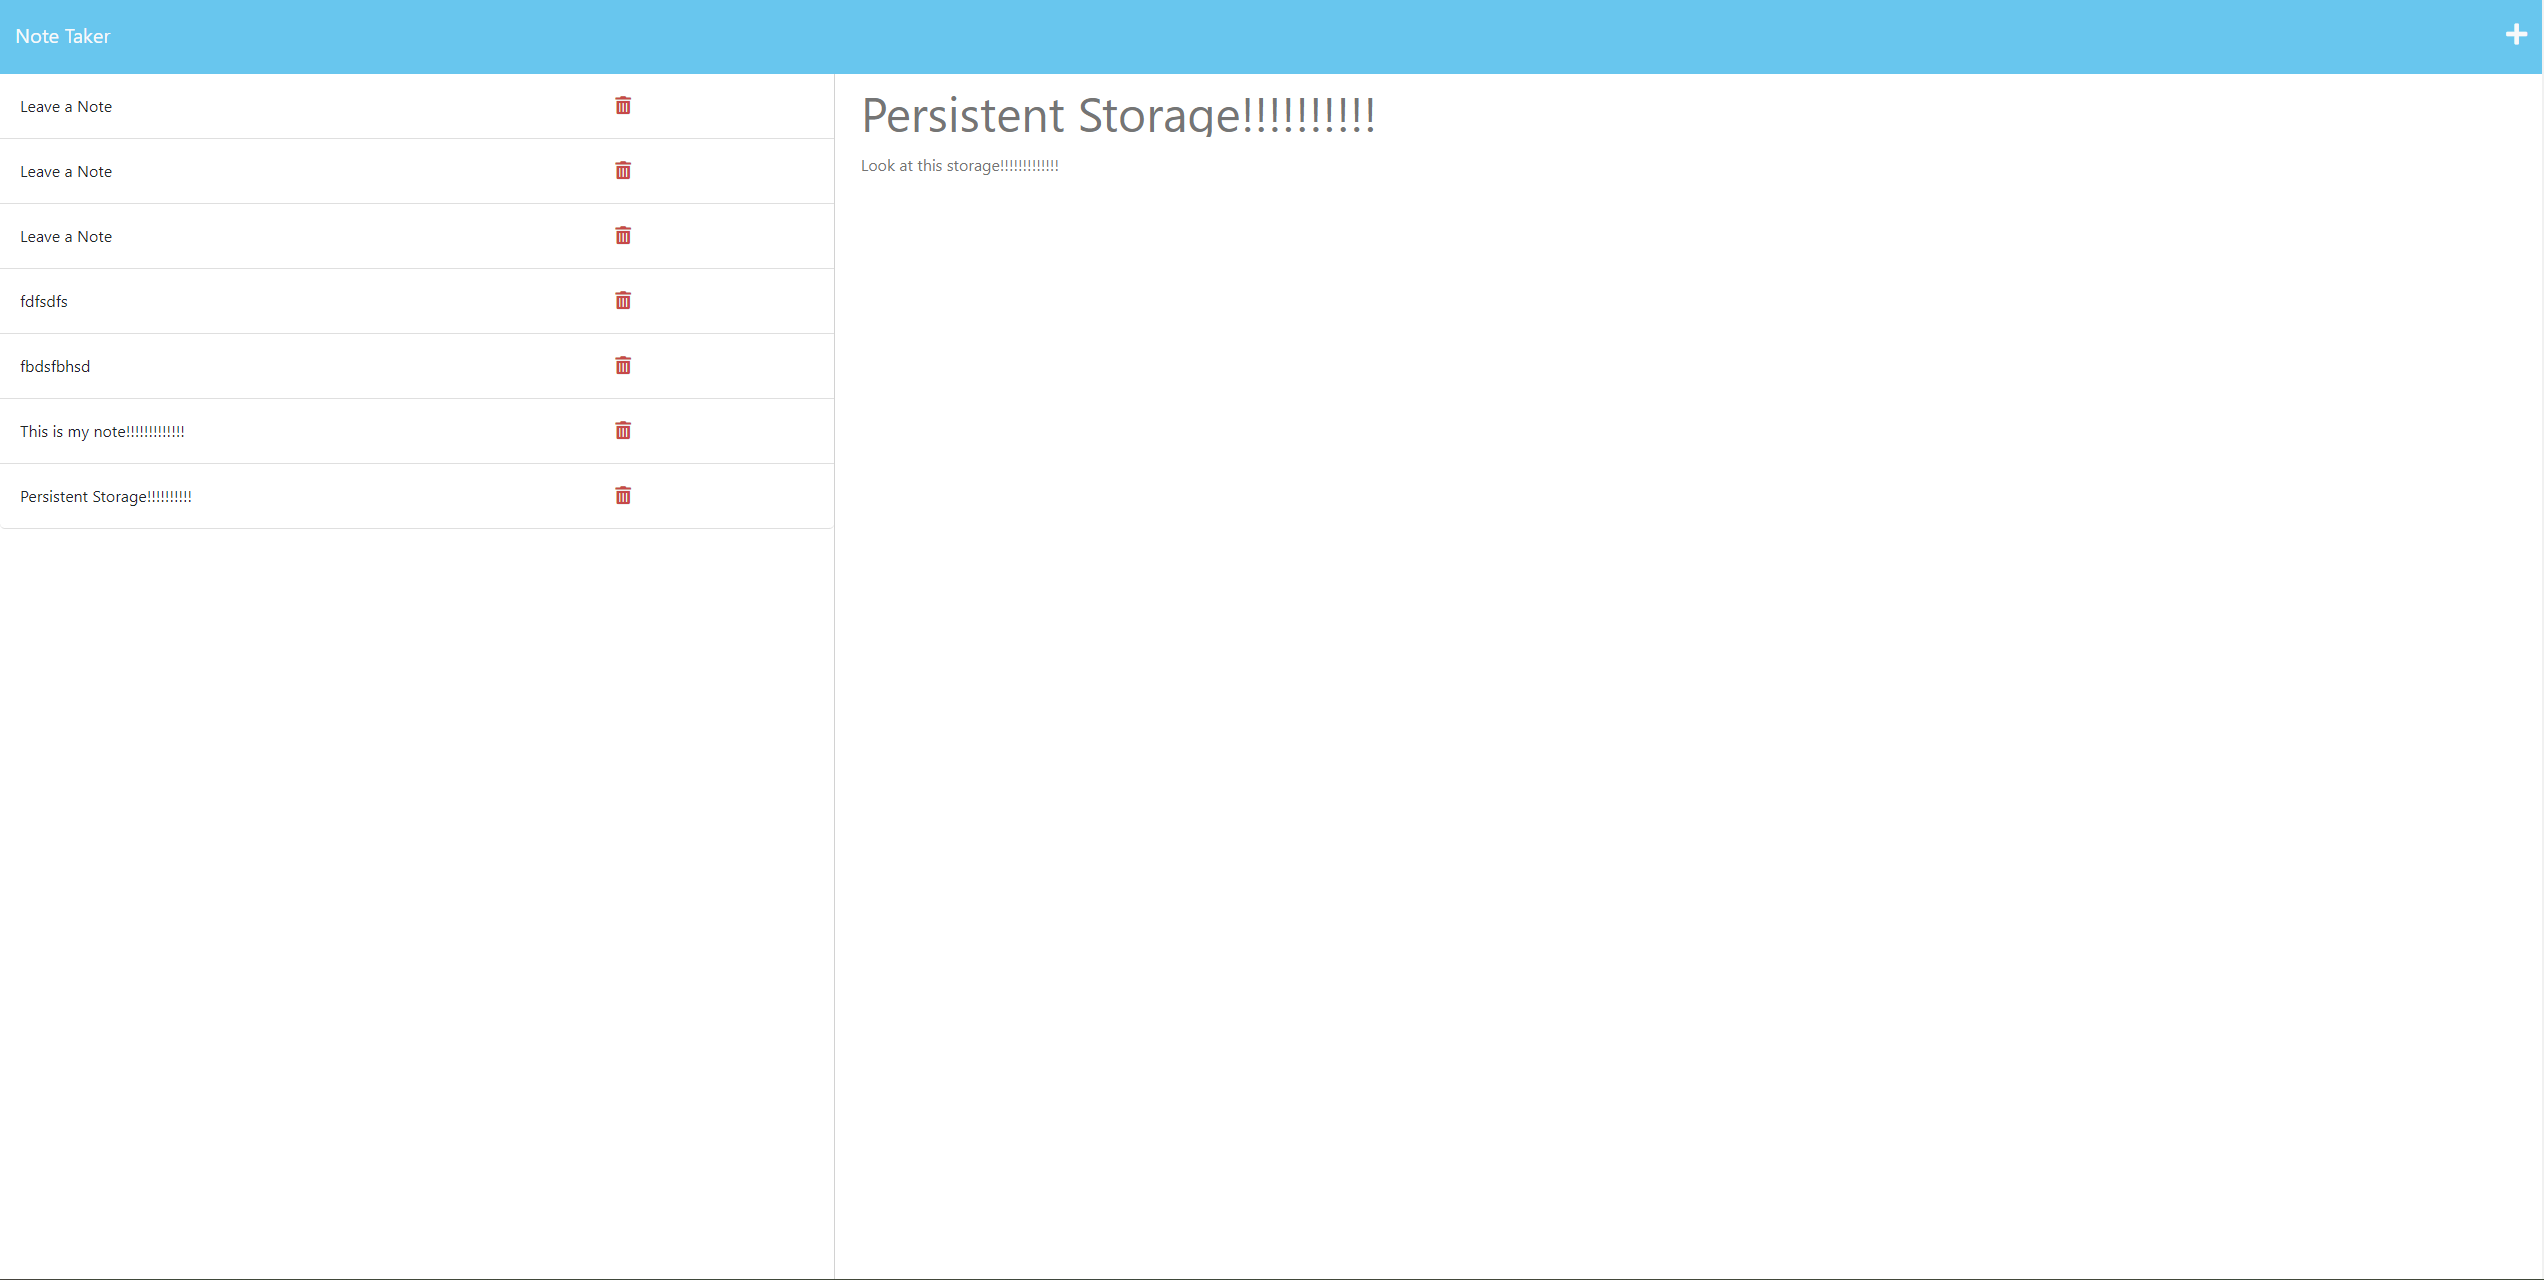 Note Taker
Leave a Note
Leave a Note
Leave a Note
fdfsdfs
fbdsfbhsd
This is my note!!!!!!!!!!!!!
Persistent Storage!!!!!!!!!!
Persistent Storage!!!!!!!!!!
Look at this storage!!!!!!!!!!!!!